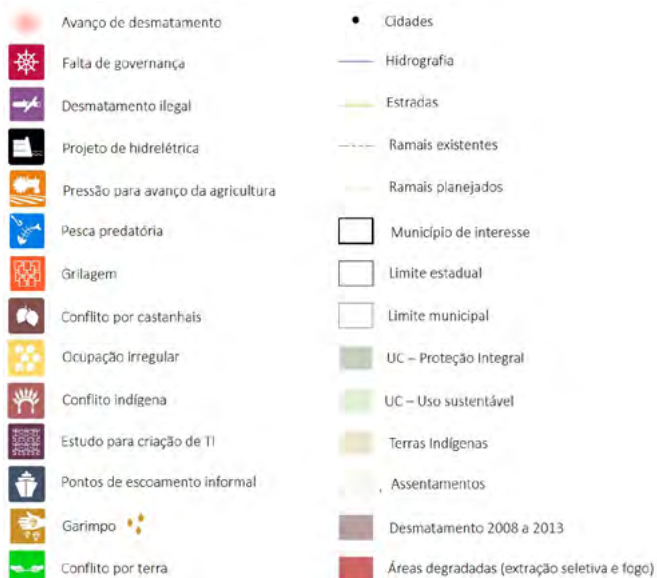 Avanço de desmatamento
Falta de governança
Desmatamento ilegal
Projeto de hidrelétrica
Pressão para avanço da agricultura
Pesca predatória
Grilagem
Conflito por castanhais
Ocupação irregular
Conflito indígena
Estudo para criação de TI
Pontos de escoamento informal
Garimpo
Conflito por terra
Cidades
Hidrografia
Estradas
Ramais existentes
Ramais planejados
Município de interesse
Limite estadual
Limite municipal
UC – Proteção Integral
UC – Uso sustentável
Terras Indígenas
Assentamentos
Desmatamento 2008 a 2013
Áreas degradadas (extração seletiva e fogo)